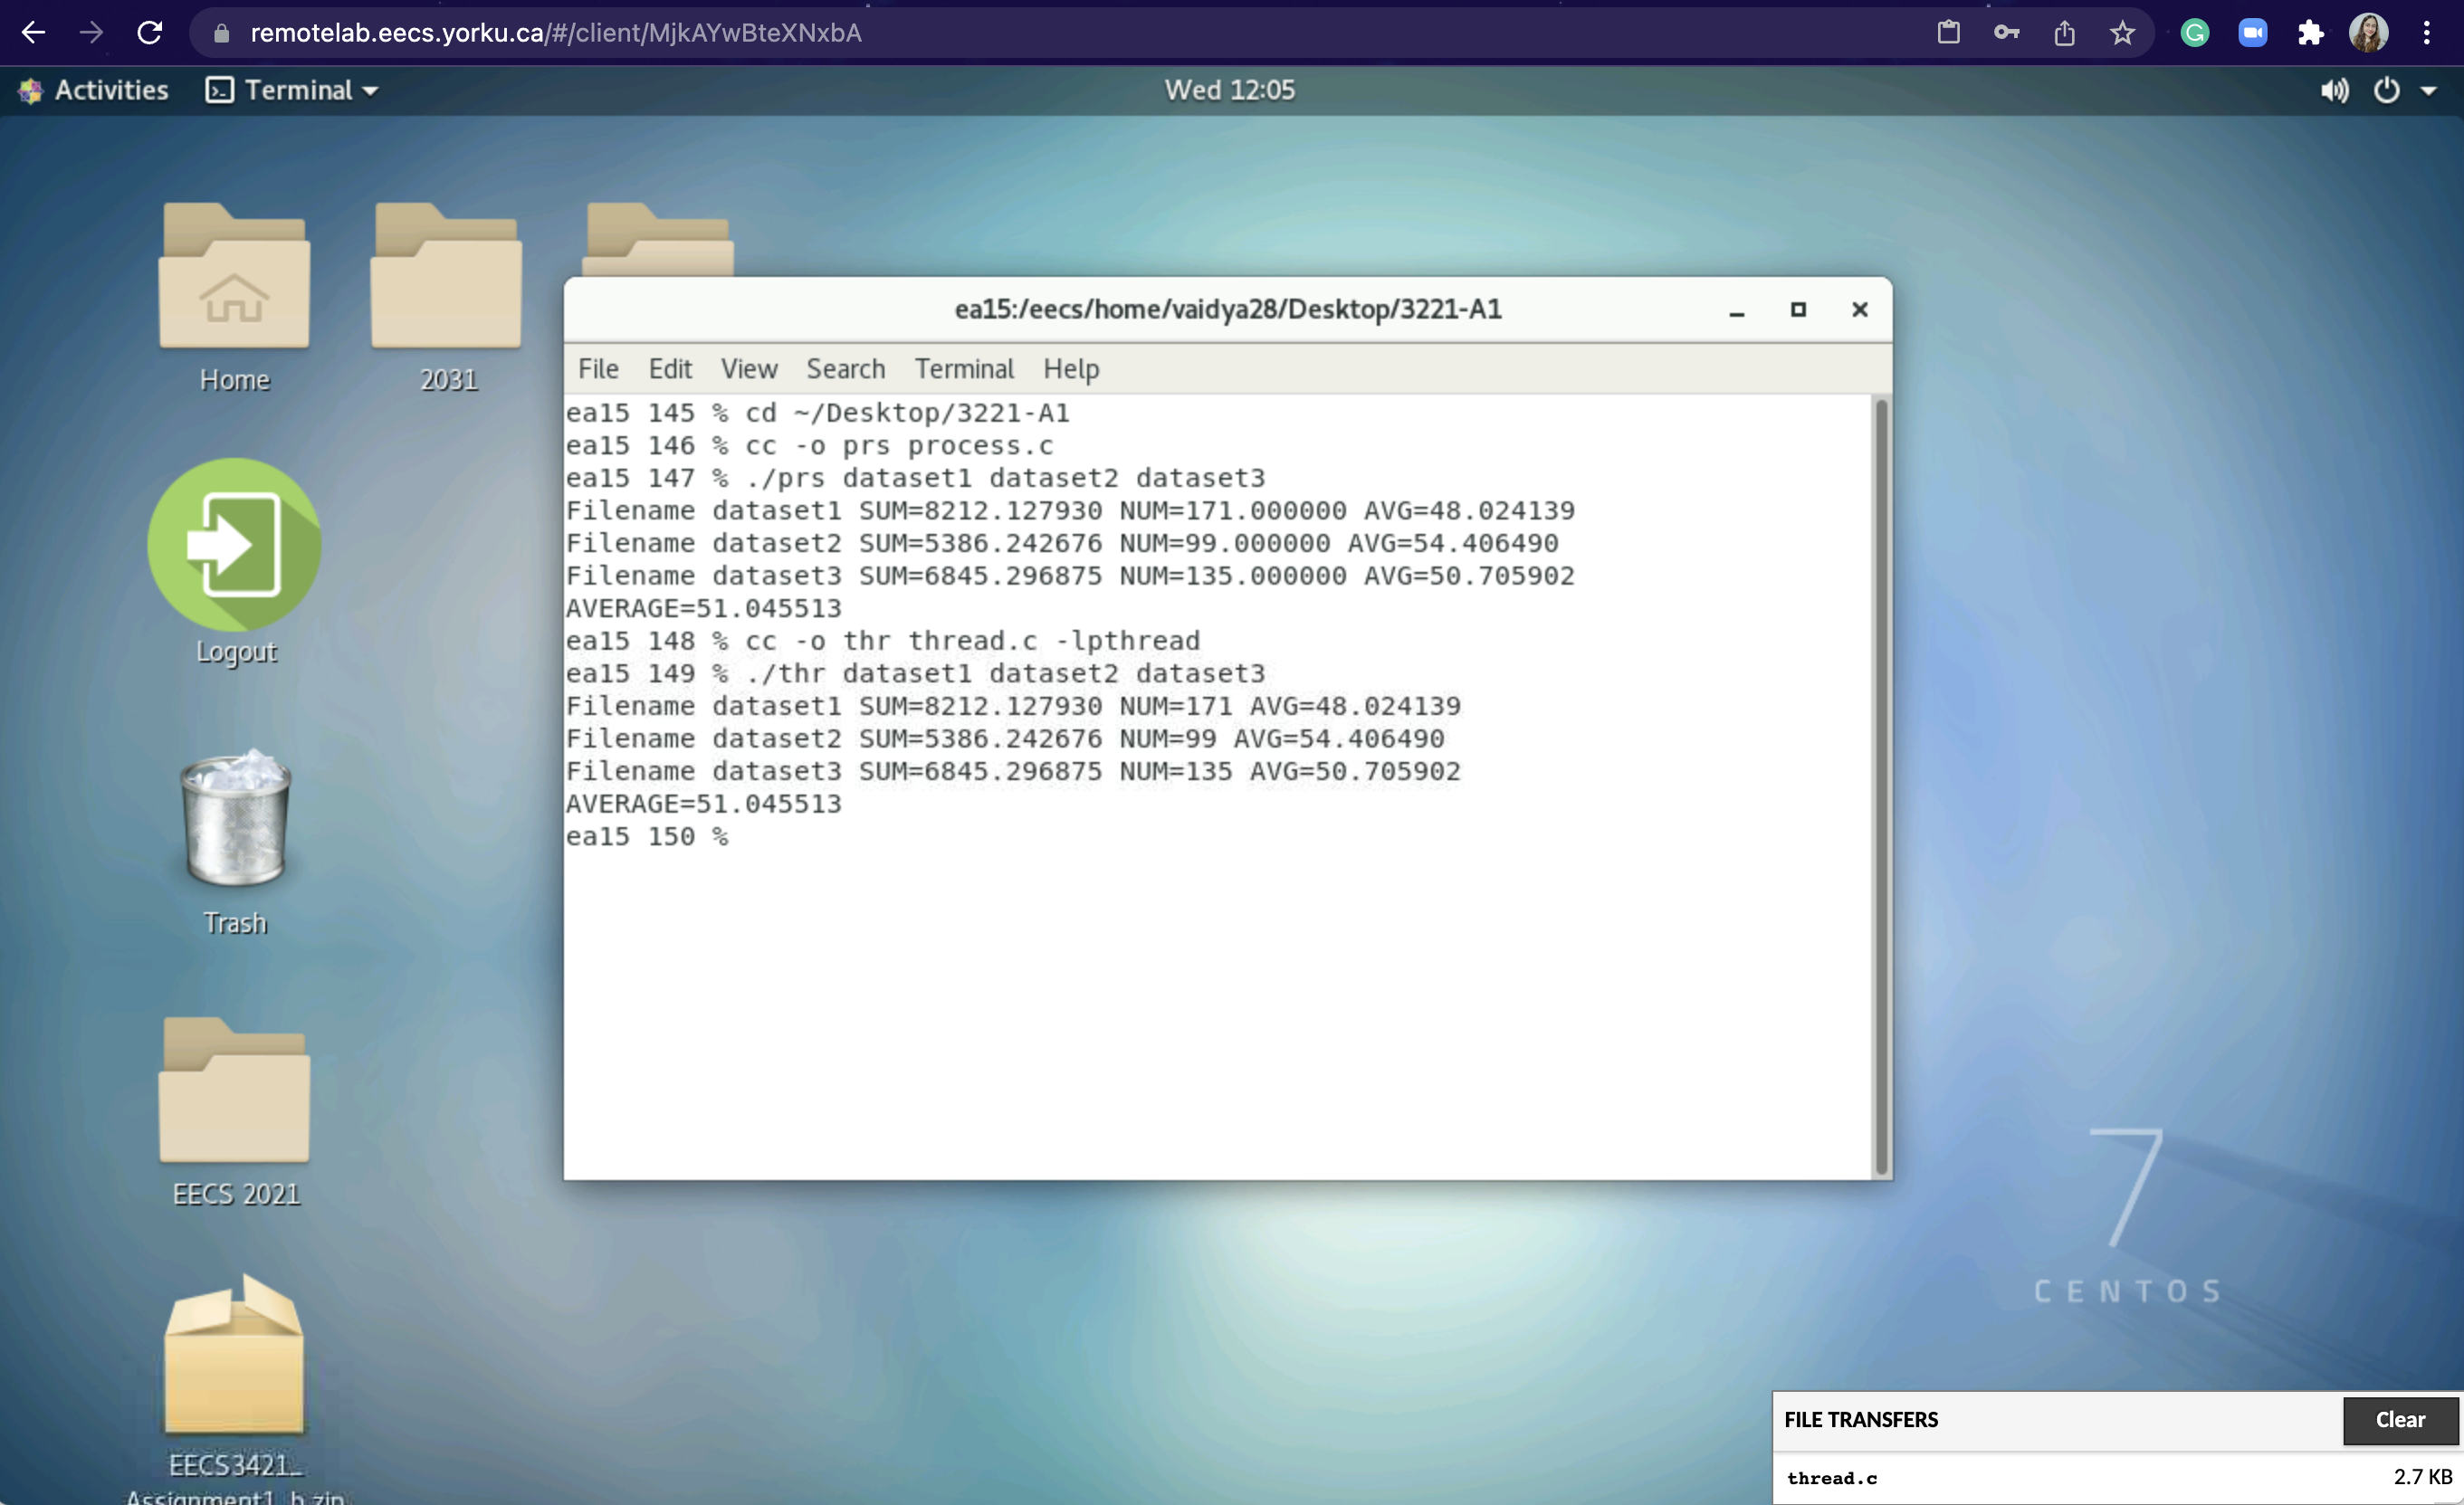 remotelab.eecs.yorku.ca/#/client/MjkAYwBteXNxbA
Activities Terminal Wed 12:05
Home 2031
Logout
Trash
EECS 2021
EECS3421_
Assignment1_b.zip
ea15:/eecs/home/vaidya28/Desktop/3221-A1
File Edit View Search Terminal Help
ea15 145 % cd ~/Desktop/3221-A1
ea15 146 % cc -o prs process.c
ea15 147 % ./prs dataset1 dataset2 dataset3
Filename dataset1 SUM=8212.127930 NUM=171.000000 AVG=48.024139
Filename dataset2 SUM=5386.242676 NUM=99.000000 AVG=54.406490
Filename dataset3 SUM=6845.296875 NUM=135.000000 AVG=50.705902
AVERAGE=51.045513
ea15 148 % cc -o thr thread.c -lpthread
ea15 149 % ./thr dataset1 dataset2 dataset3
Filename dataset1 SUM=8212.127930 NUM=171 AVG=48.024139
Filename dataset2 SUM=5386.242676 NUM=99 AVG=54.406490
Filename dataset3 SUM=6845.296875 NUM=135 AVG=50.705902
AVERAGE=51.045513
ea15 150 %
7
CENTOS
FILE TRANSFERS Clear
thread.c 2.7 KB